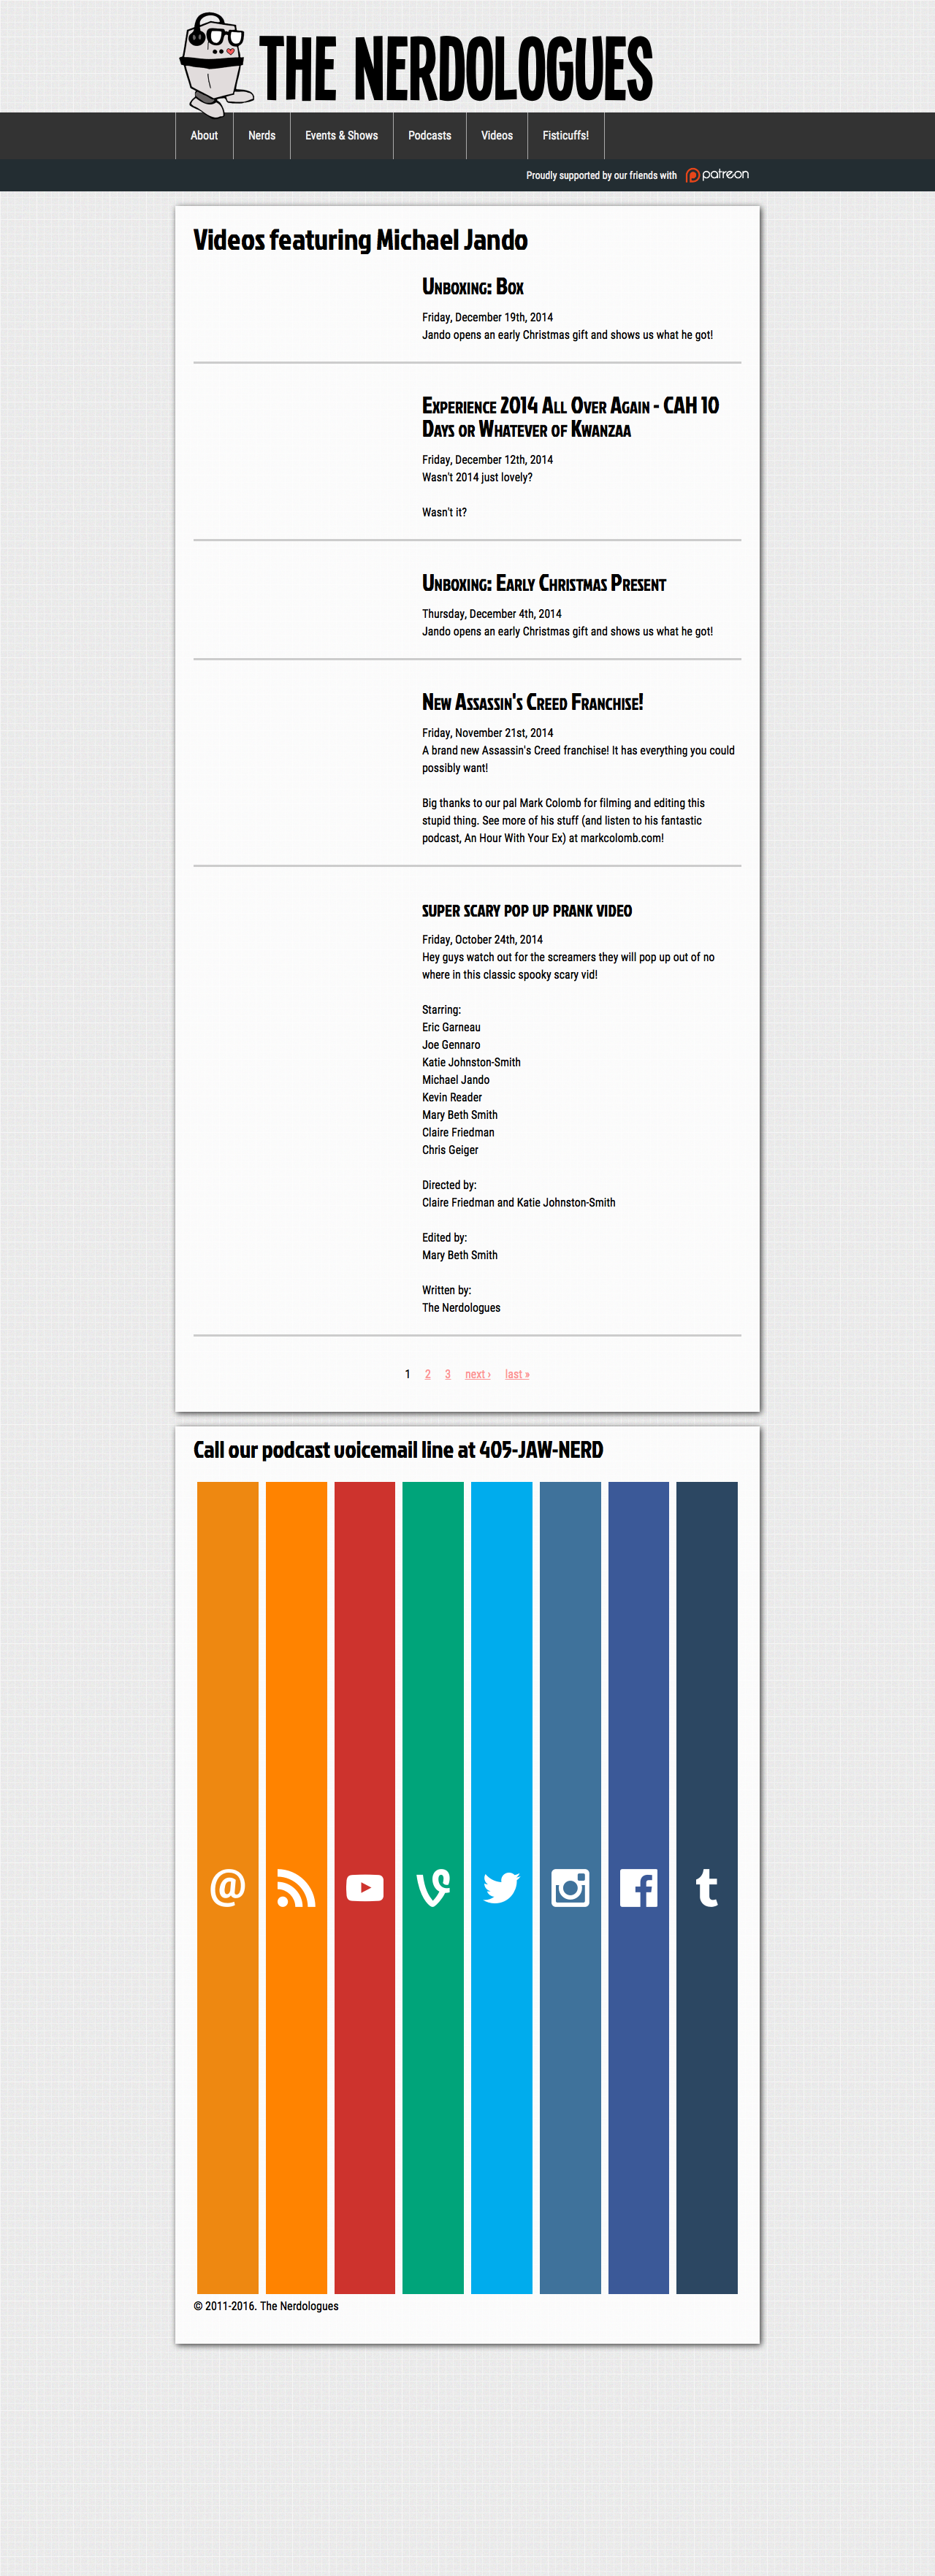 THE NERDOLOGUES
About Nerds Events & Shows Podcasts Videos Fisticuffs!
Proudly supported by our friends with patreon
Videos featuring Michael Jando
Unboxing: Box
Friday, December 19th, 2014
Jando opens an early Christmas gift and shows us what he got!
Experience 2014 All Over Again - CAH 10
Days or Whatever of Kwanzaa
Friday, December 12th, 2014
Wasn't 2014 just lovely?
Wasn't it?
Unboxing: Early Christmas Present
Thursday, December 4th, 2014
Jando opens an early Christmas gift and shows us what he got!
New Assassin's Creed Franchise!
Friday, November 21st, 2014
A brand new Assassin's Creed franchise! It has everything you could
possibly want!
Big thanks to our pal Mark Colomb for filming and editing this
stupid thing. See more of his stuff (and listen to his fantastic
podcast, An Hour With Your Ex) at markcolomb.com!
super scary pop up prank video
Friday, October 24th, 2014
Hey guys watch out for the screamers they will pop up out of no
where in this classic spooky scary vid!
Starring:
Eric Garneau
Joe Gennaro
Katie Johnston-Smith
Michael Jando
Kevin Reader
Mary Beth Smith
Claire Friedman
Chris Geiger
Directed by:
Claire Friedman and Katie Johnston-Smith
Edited by:
Mary Beth Smith
Written by:
The Nerdologues
1 2 3 next › last »
Call our podcast voicemail line at 405-JAW-NERD
© 2011-2016. The Nerdologues